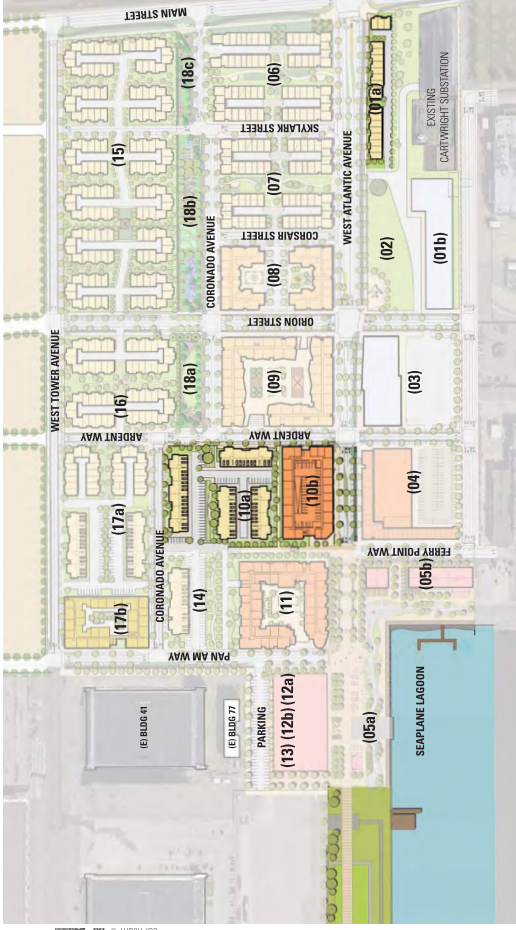 MAIN STREET
(18c)
(06)
(01a)
EXISTING
CARTWRIGHT SUBSTATION
SKYLARK STREET
(15)
(18b)
(07)
WEST ATLANTIC AVENUE
CORONADO AVENUE
CORSAIR STREET
(02)
(01b)
(08)
ORION STREET
WEST TOWER AVENUE
(16)
(18a)
(09)
(03)
ARDENT WAY
ARDENT WAY
(17a)
(10a)
(10b)
(04)
FERRY POINT WAY
CORONADO AVENUE
(17b)
(14)
(11)
(05b)
PAN AM WAY
(E) BLDG 41
(E) BLDG 77
PARKING
(13) (12b) (12a)
(05a)
SEAPLANE LAGOON